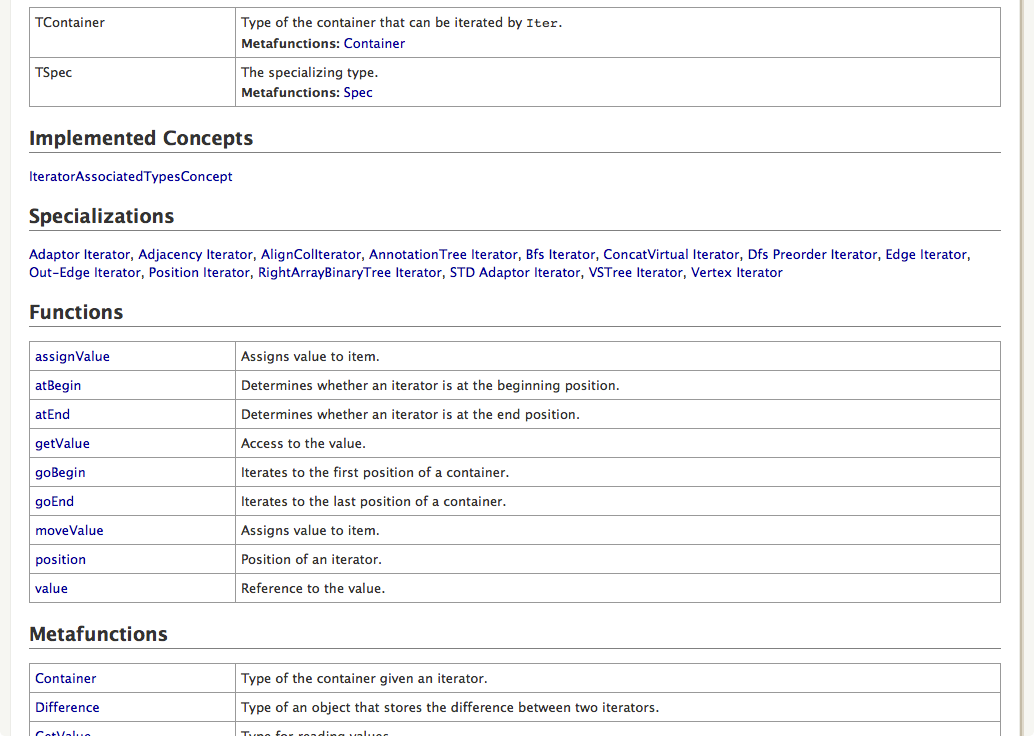 TContainer Type of the container that can be iterated by Iter.
Metafunctions: Container
TSpec The specializing type.
Metafunctions: Spec
Implemented Concepts
IteratorAssociatedTypesConcept
Specializations
Adaptor Iterator, Adjacency Iterator, AlignColIterator, AnnotationTree Iterator, Bfs Iterator, ConcatVirtual Iterator, Dfs Preorder Iterator, Edge Iterator,
Out-Edge Iterator, Position Iterator, RightArrayBinaryTree Iterator, STD Adaptor Iterator, VSTree Iterator, Vertex Iterator
Functions
assignValue Assigns value to item.
atBegin Determines whether an iterator is at the beginning position.
atEnd Determines whether an iterator is at the end position.
getValue Access to the value.
goBegin Iterates to the first position of a container.
goEnd Iterates to the last position of a container.
moveValue Assigns value to item.
position Position of an iterator.
value Reference to the value.
Metafunctions
Container Type of the container given an iterator.
Difference Type of an object that stores the difference between two iterators.
GetValue Type for reading values.